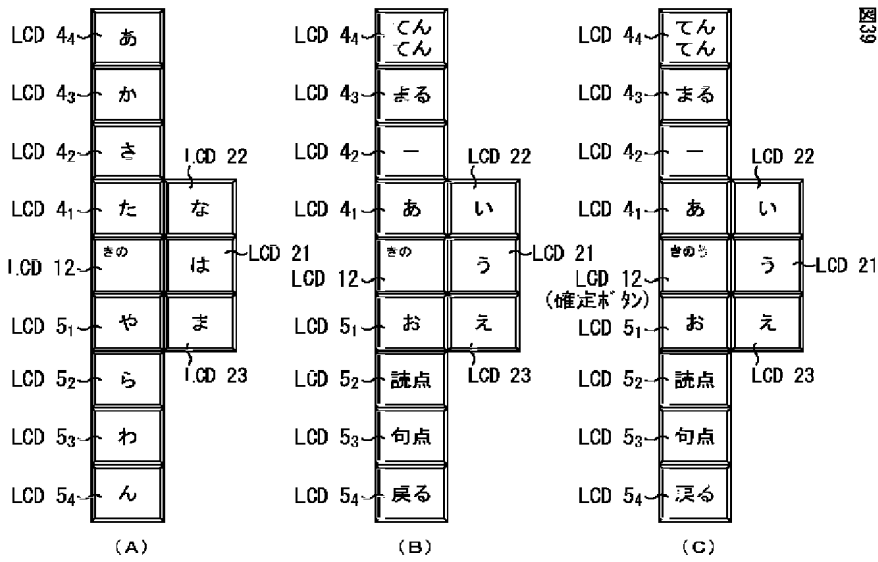 図39
LCD 4₄ あ
LCD 4₃ か
LCD 4₂ さ
LCD 22
LCD 4₁ た な
LCD 12 きの は LCD 21
LCD 5₁ や ま
LCD 23
LCD 5₂ ら
LCD 5₃ わ
LCD 5₄ ん
(A)
LCD 4₄ てん
てん
LCD 4₃ まる
LCD 4₂ ー
LCD 22
LCD 4₁ あ い
LCD 12 きの う LCD 21
LCD 5₁ お え
LCD 23
LCD 5₂ 読点
LCD 5₃ 句点
LCD 5₄ 戻る
(B)
LCD 4₄ てん
てん
LCD 4₃ まる
LCD 4₂ ー
LCD 22
LCD 4₁ あ い
LCD 12 きのう う LCD 21
(確定ボタン)
LCD 5₁ お え
LCD 23
LCD 5₂ 読点
LCD 5₃ 句点
LCD 5₄ 戻る
(C)